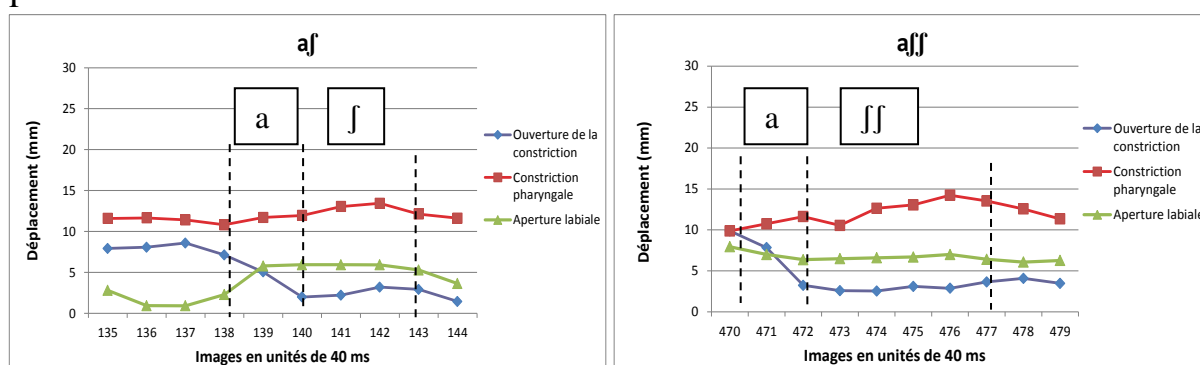 aʃ
30
25
20
15
10
5
0
Déplacement (mm)
a
ʃ
135 136 137 138 139 140 141 142 143 144
Images en unités de 40 ms
Ouverture de la
constriction
Constriction
pharyngale
Aperture labiale
aʃʃ
30
25
20
15
10
5
0
Déplacement (mm)
a
ʃʃ
470 471 472 473 474 475 476 477 478 479
Images en unités de 40 ms
Ouverture de la
constriction
Constriction
pharyngale
Aperture labiale